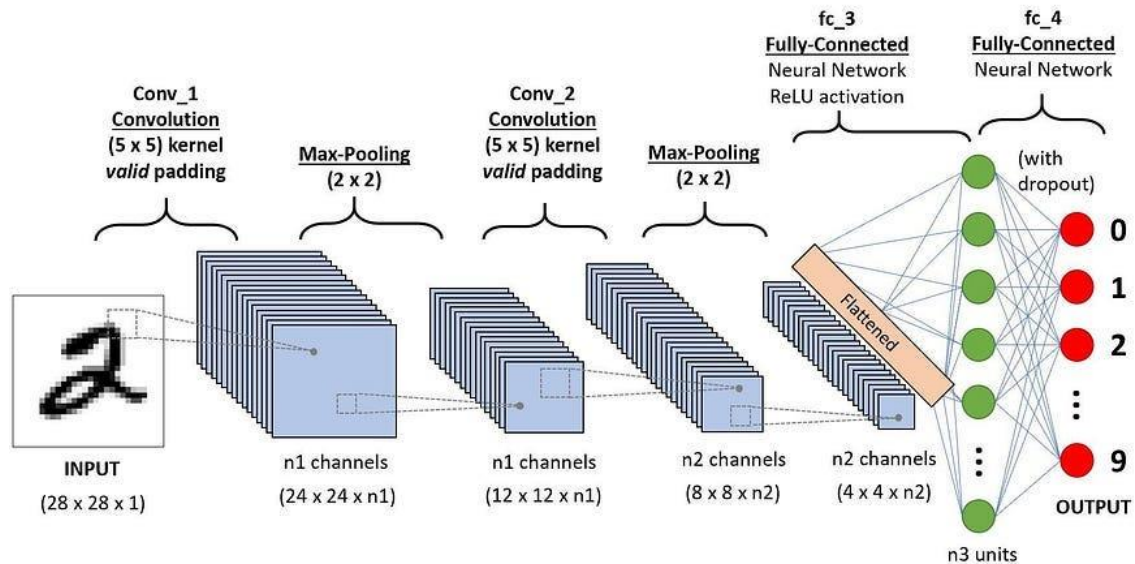 fc_3
Fully-Connected
Neural Network
ReLU activation
fc_4
Fully-Connected
Neural Network
Conv_1
Convolution
(5 x 5) kernel
valid padding
Max-Pooling
(2 x 2)
Conv_2
Convolution
(5 x 5) kernel
valid padding
Max-Pooling
(2 x 2)
(with
dropout)
Flattened
0
1
2
9
INPUT
(28 x 28 x 1)
n1 channels
(24 x 24 x n1)
n1 channels
(12 x 12 x n1)
n2 channels
(8 x 8 x n2)
n2 channels
(4 x 4 x n2)
OUTPUT
n3 units